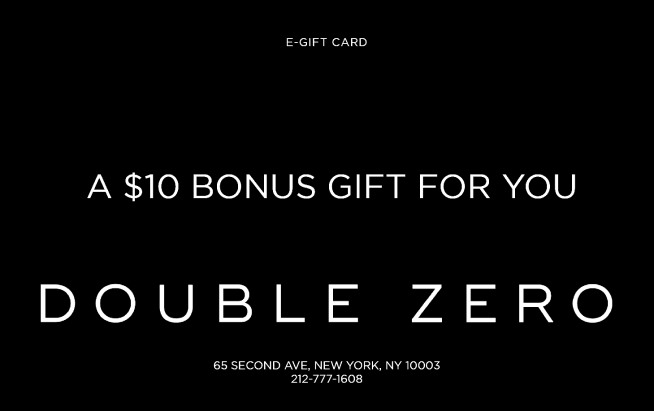 E-GIFT CARD
A $10 BONUS GIFT FOR YOU
DOUBLE ZERO
65 SECOND AVE, NEW YORK, NY 10003
212-777-1608